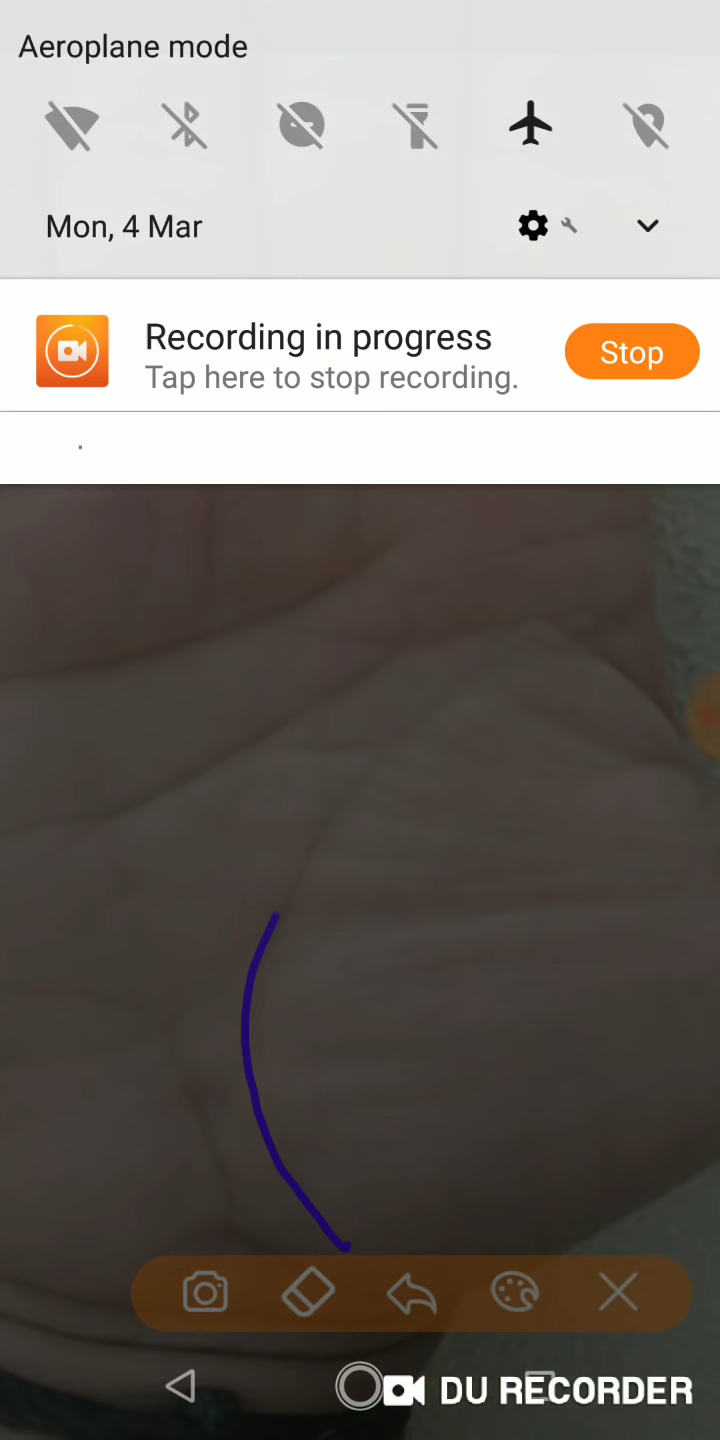 Aeroplane mode
Mon, 4 Mar
Recording in progress
Stop
Tap here to stop recording.
DU RECORDER